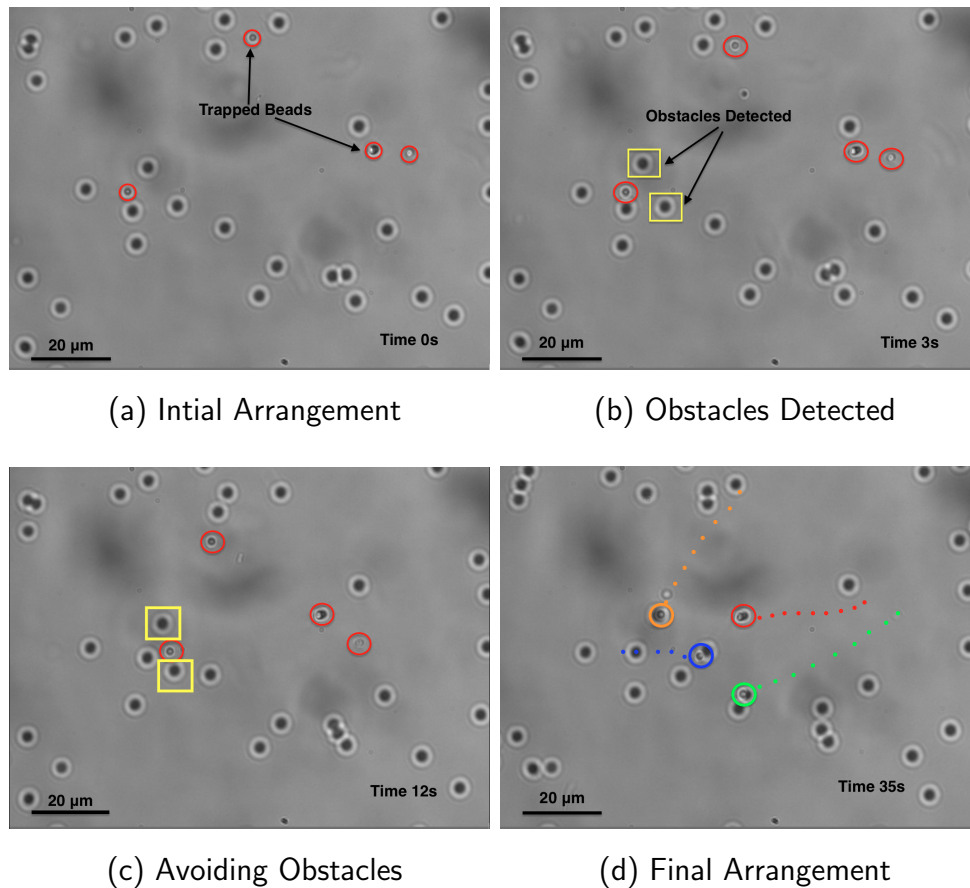 Trapped Beads
20 µm
Time 0s
Obstacles Detected
20 µm
Time 3s
(a) Intial Arrangement
(b) Obstacles Detected
Time 12s
20 µm
Time 35s
20 µm
(c) Avoiding Obstacles
(d) Final Arrangement